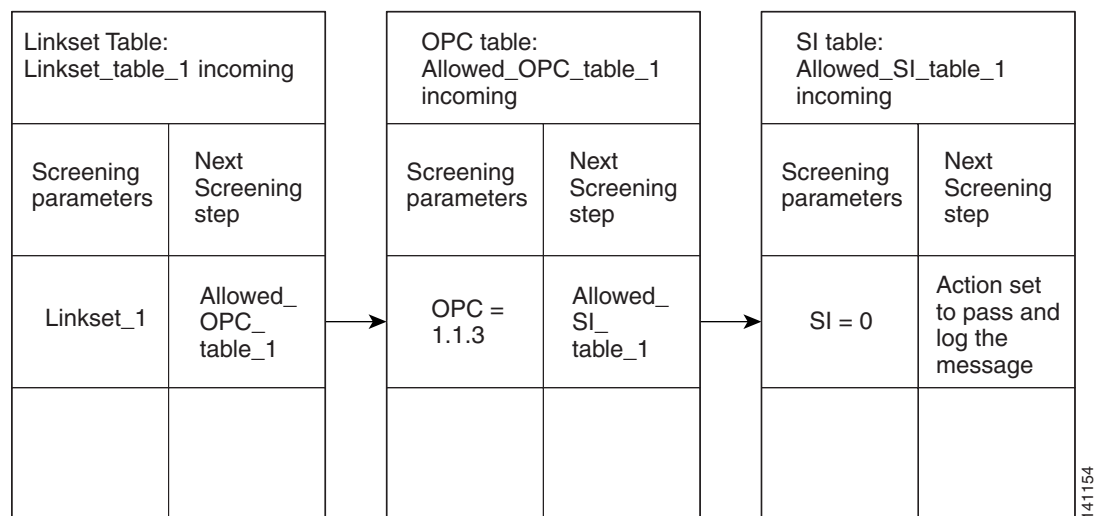 Linkset Table:
Linkset_table_1 incoming
Screening
parameters
Next
Screening
step
Linkset_1
Allowed_
OPC_
table_1
OPC table:
Allowed_OPC_table_1
incoming
Screening
parameters
Next
Screening
step
OPC =
1.1.3
Allowed_
SI_
table_1
SI table:
Allowed_SI_table_1
incoming
Screening
parameters
Next
Screening
step
SI = 0
Action set
to pass and
log the
message
141154